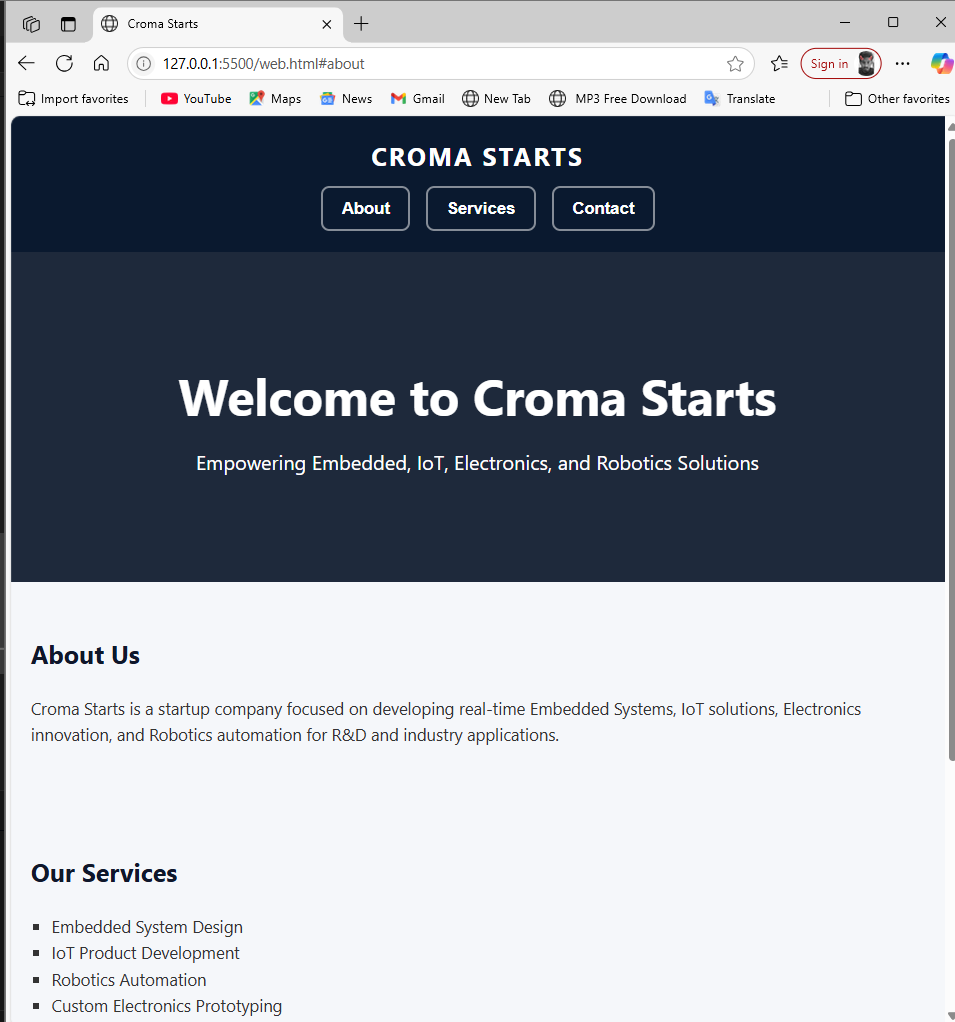 Croma Starts
127.0.0.1:5500/web.html#about
Sign in
Import favorites
YouTube
Maps
News
Gmail
New Tab
MP3 Free Download
Translate
Other favorites
CROMA STARTS
About
Services
Contact
Welcome to Croma Starts
Empowering Embedded, IoT, Electronics, and Robotics Solutions
About Us
Croma Starts is a startup company focused on developing real-time Embedded Systems, IoT solutions, Electronics
innovation, and Robotics automation for R&D and industry applications.
Our Services
Embedded System Design
IoT Product Development
Robotics Automation
Custom Electronics Prototyping